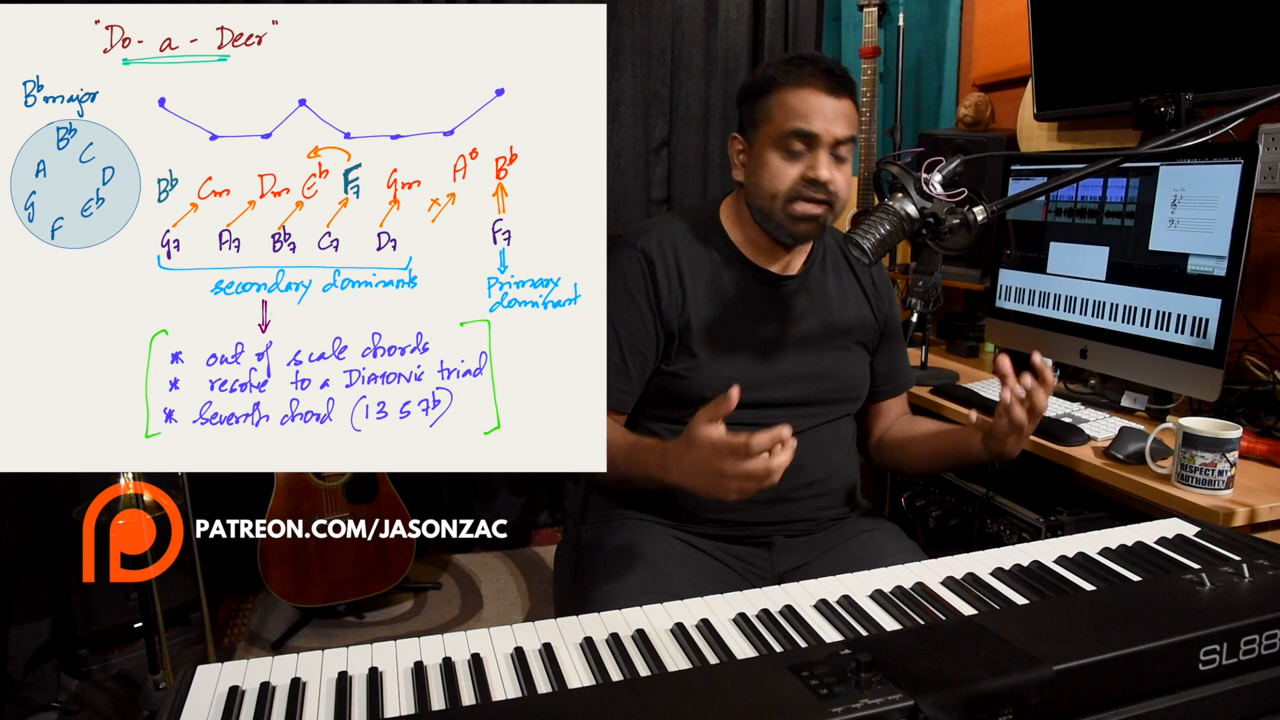 "Do-a-Deer"
B♭ major
B♭
C
D
E♭
F
G
A
B♭ Cm Dm E♭ F7 Gm A° B♭
G7 A7 B♭7 C7 D7 F7
secondary dominants
Primary
dominant
* out of scale chords
* resolve to a DIATONIC triad
* seventh chord (1 3 5 7♭)
PATREON.COM/JASONZAC
RESPECT MY
AUTHORITY
SL88